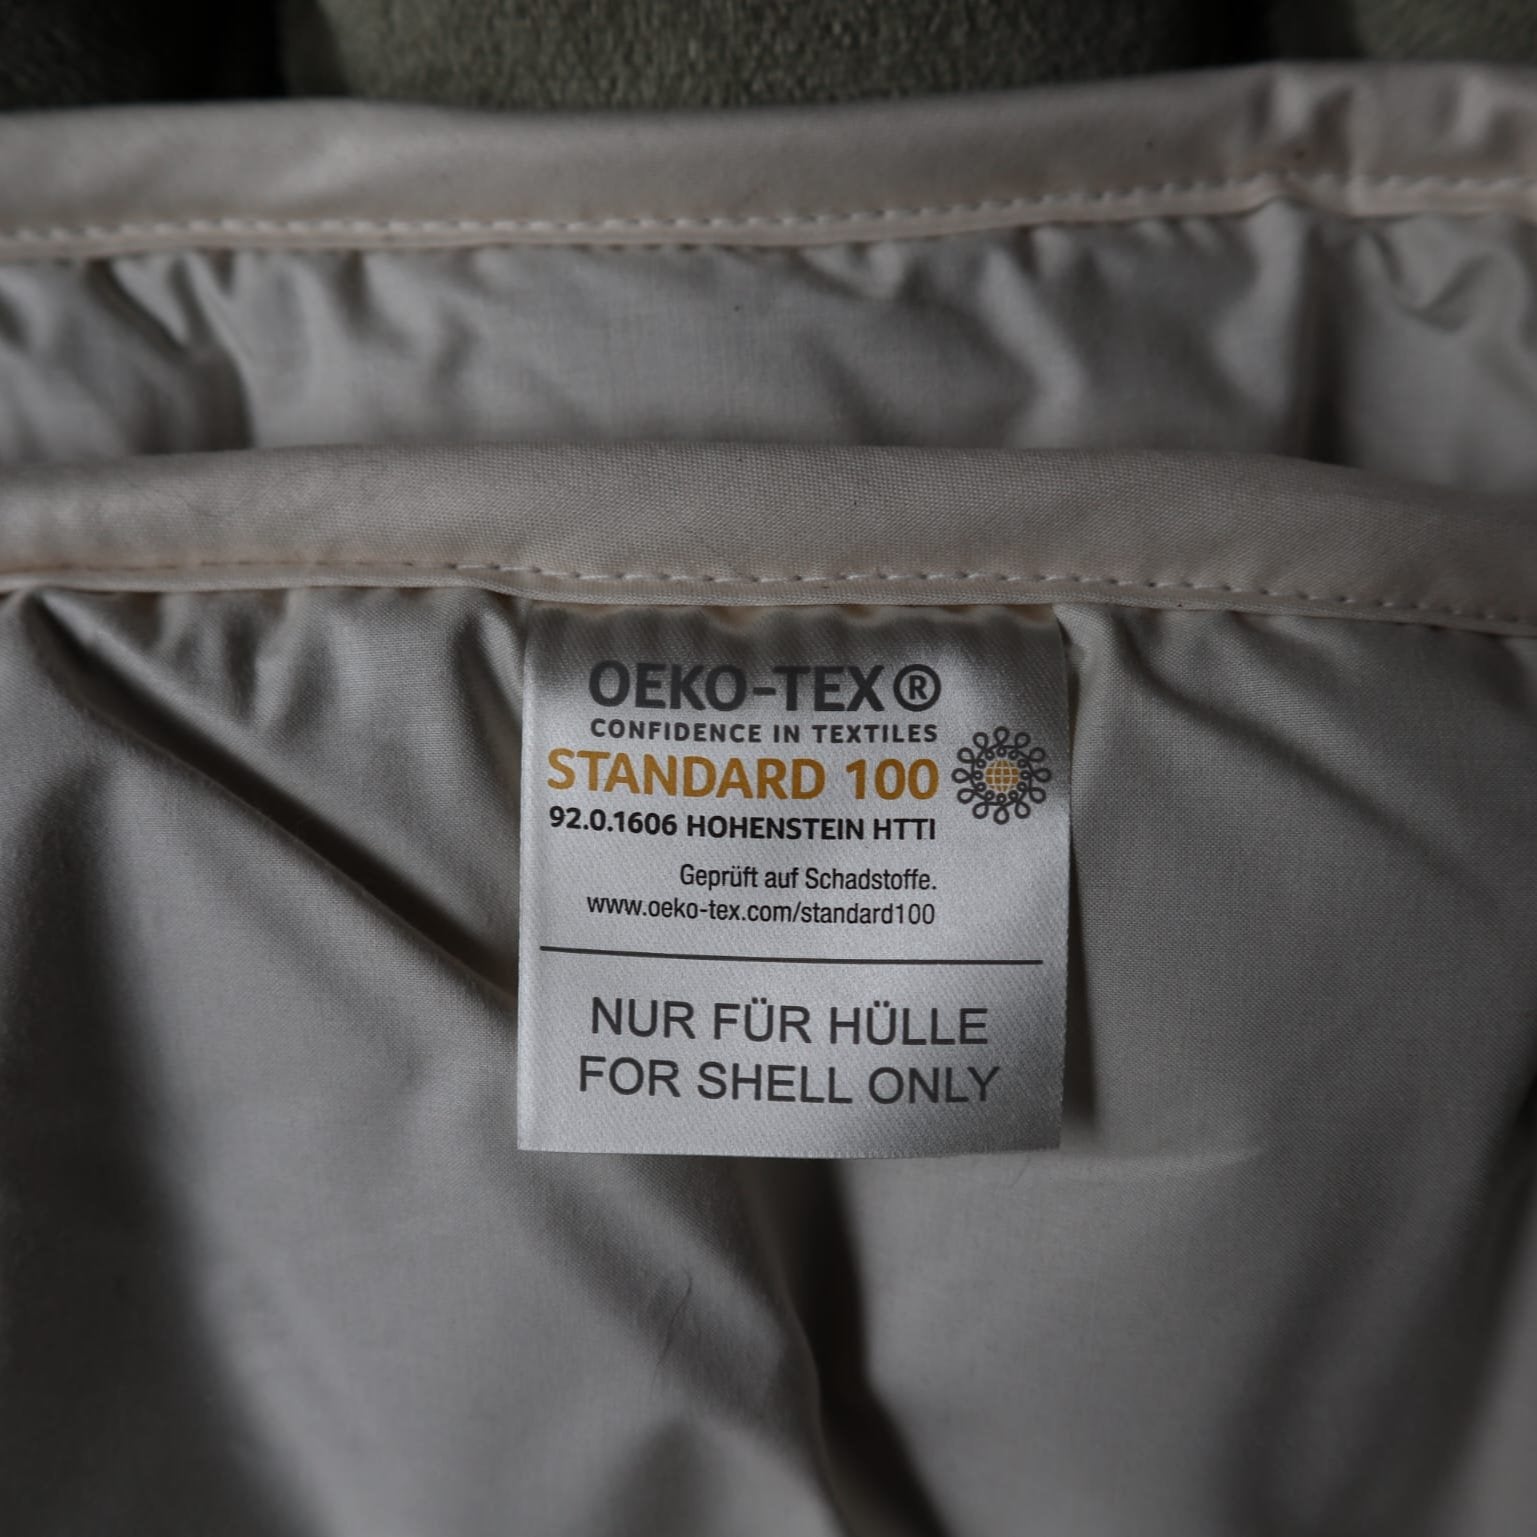 OEKO-TEX®
CONFIDENCE IN TEXTILES
STANDARD 100
92.0.1606 HOHENSTEIN HTTI
Geprüft auf Schadstoffe.
www.oeko-tex.com/standard100
NUR FÜR HÜLLE
FOR SHELL ONLY